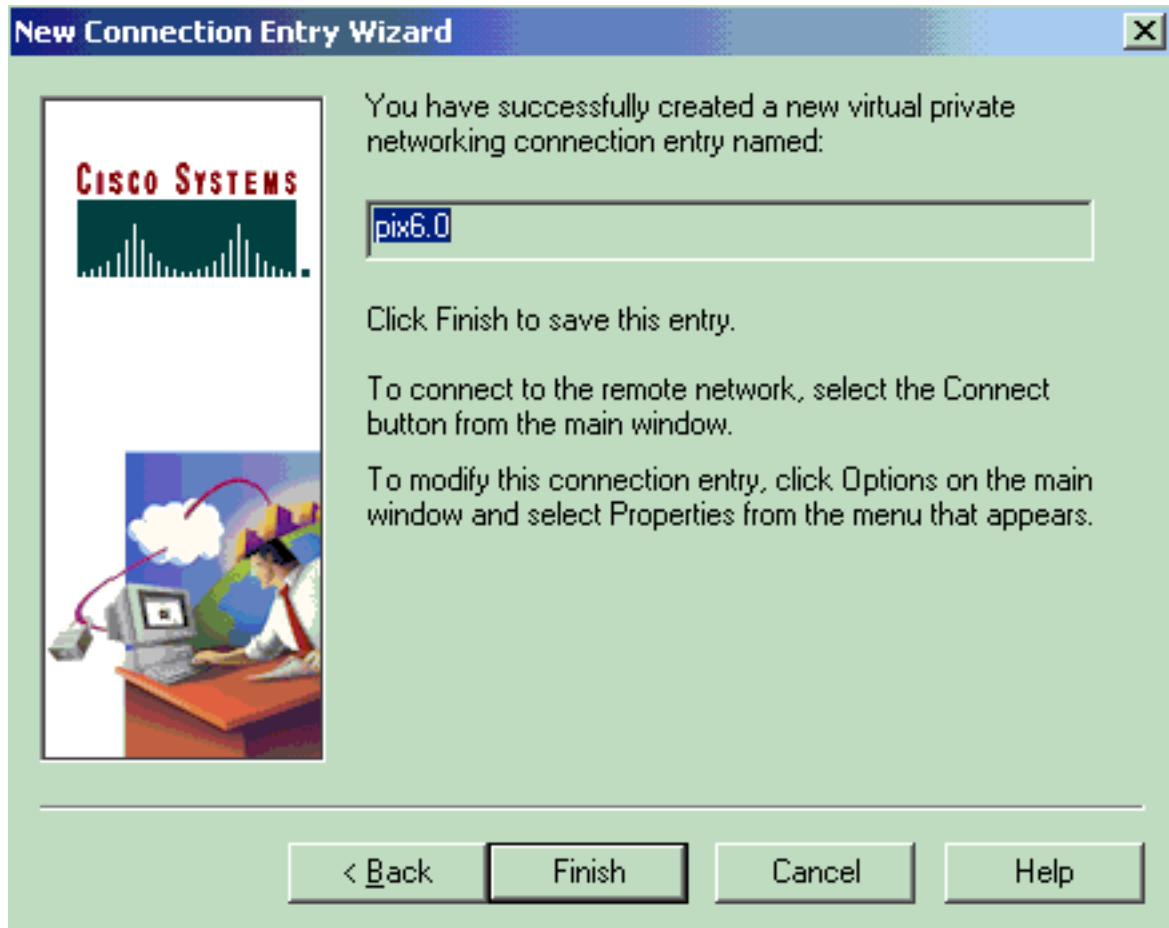 New Connection Entry Wizard
CISCO SYSTEMS
You have successfully created a new virtual private
networking connection entry named:
pix6.0
Click Finish to save this entry.
To connect to the remote network, select the Connect
button from the main window.
To modify this connection entry, click Options on the main
window and select Properties from the menu that appears.
< Back
Finish
Cancel
Help